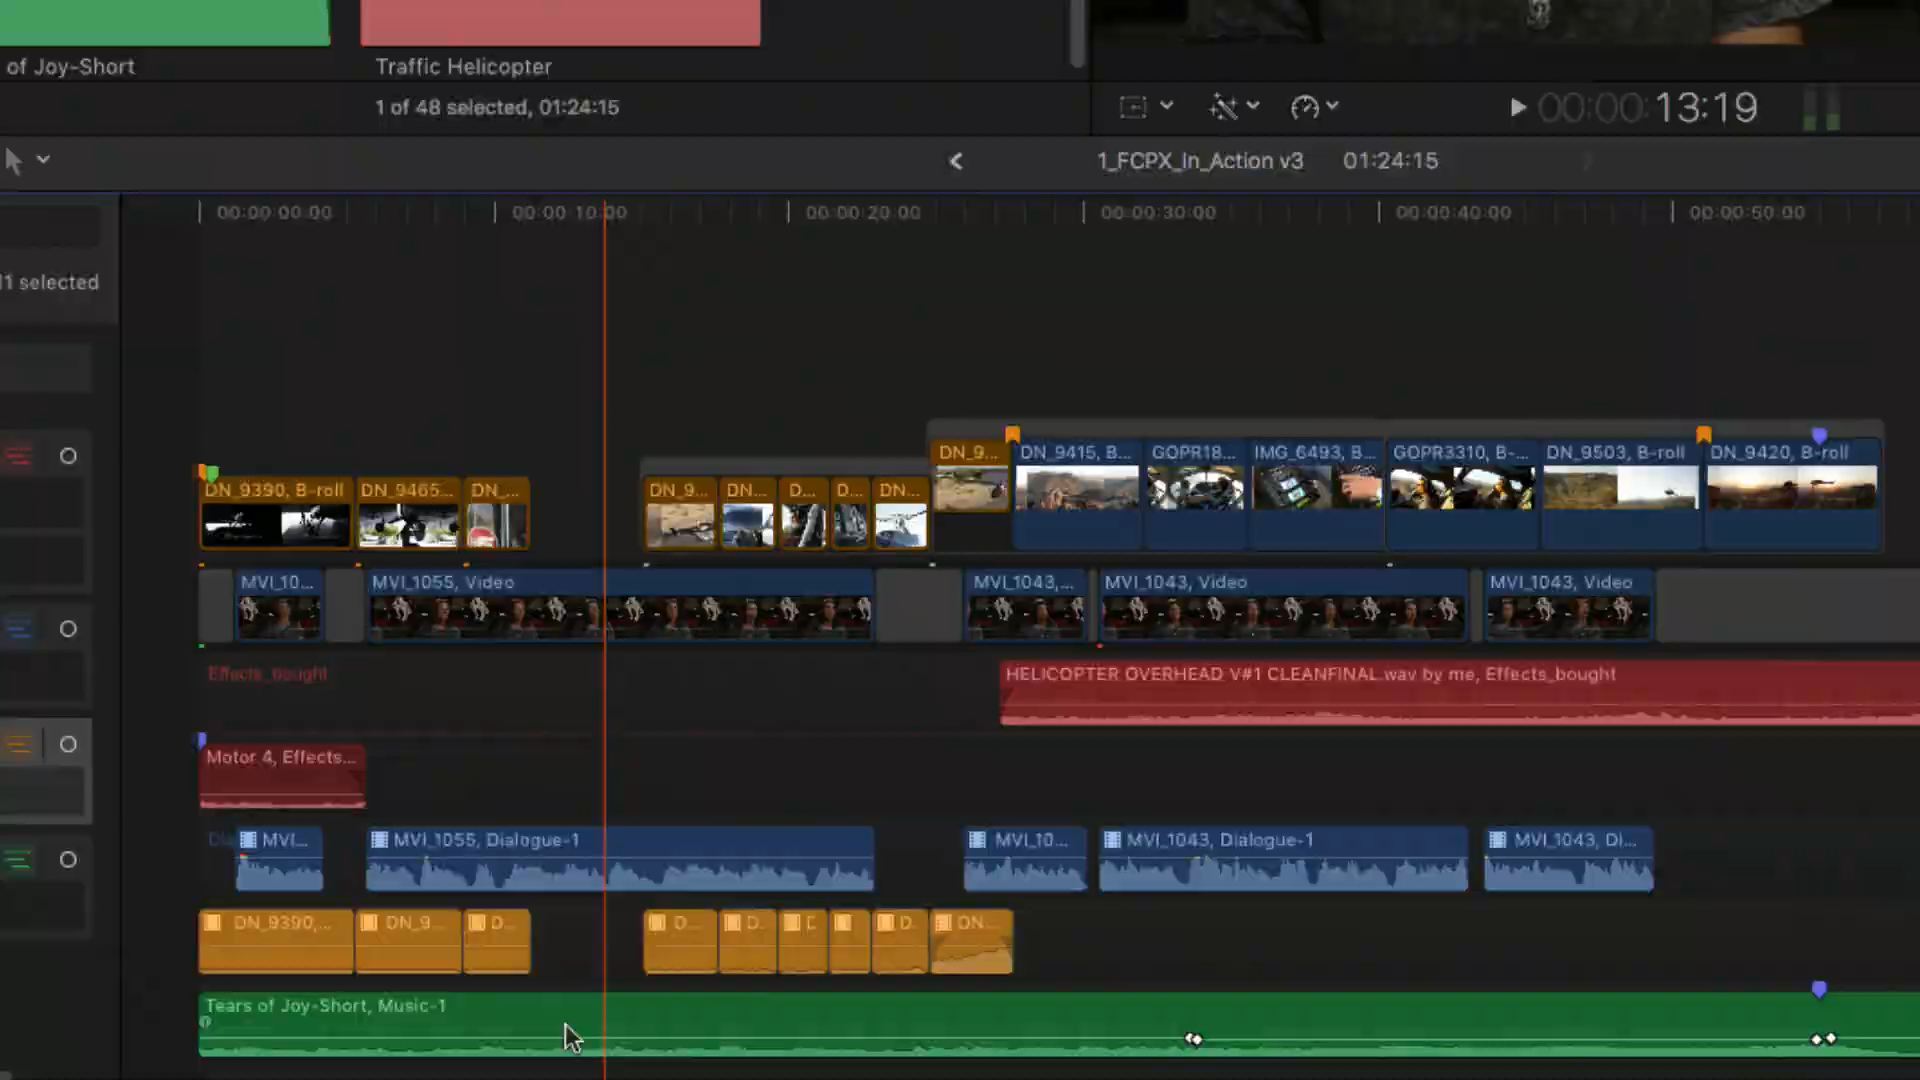 of Joy-Short
Traffic Helicopter
1 of 48 selected, 01:24:15
00:00:13:19
1_FCPX_In_Action v3
01:24:15
00:00:00:00
00:00:10:00
00:00:20:00
00:00:30:00
00:00:40:00
00:00:50:00
11 selected
DN_9...
DN_9415, B...
GOPR18...
IMG_6493, B...
GOPR3310, B-...
DN_9503, B-roll
DN_9420, B-roll
DN_9390, B-roll
DN_9465...
DN_...
DN_9...
DN...
D...
D...
DN...
MVI_10...
MVI_1055, Video
MVI_1043,...
MVI_1043, Video
MVI_1043, Video
Effects_bought
HELICOPTER OVERHEAD V#1 CLEANFINAL.wav by me, Effects_bought
Motor 4, Effects...
MVI...
MVI_1055, Dialogue-1
MVI_10...
MVI_1043, Dialogue-1
MVI_1043, Di...
DN_9390,...
DN_9...
D...
D...
D.
D.
DN...
Tears of Joy-Short, Music-1